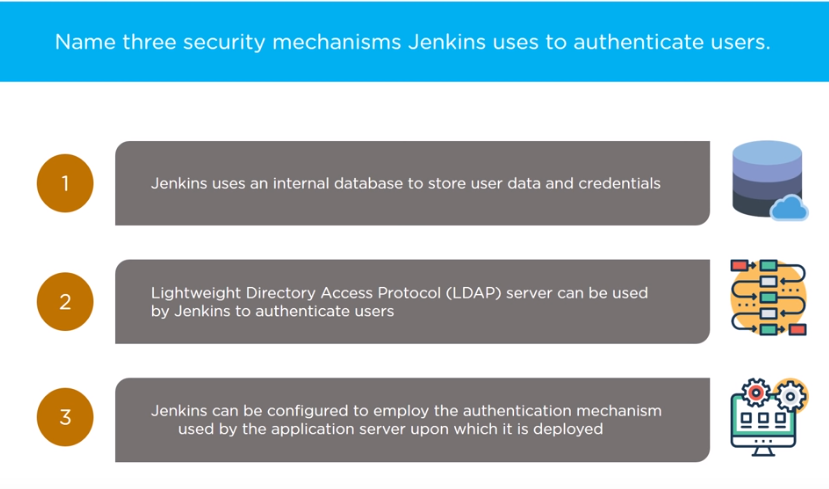 Name three security mechanisms Jenkins uses to authenticate users.
1
Jenkins uses an internal database to store user data and credentials
2
Lightweight Directory Access Protocol (LDAP) server can be used
by Jenkins to authenticate users
3
Jenkins can be configured to employ the authentication mechanism
used by the application server upon which it is deployed